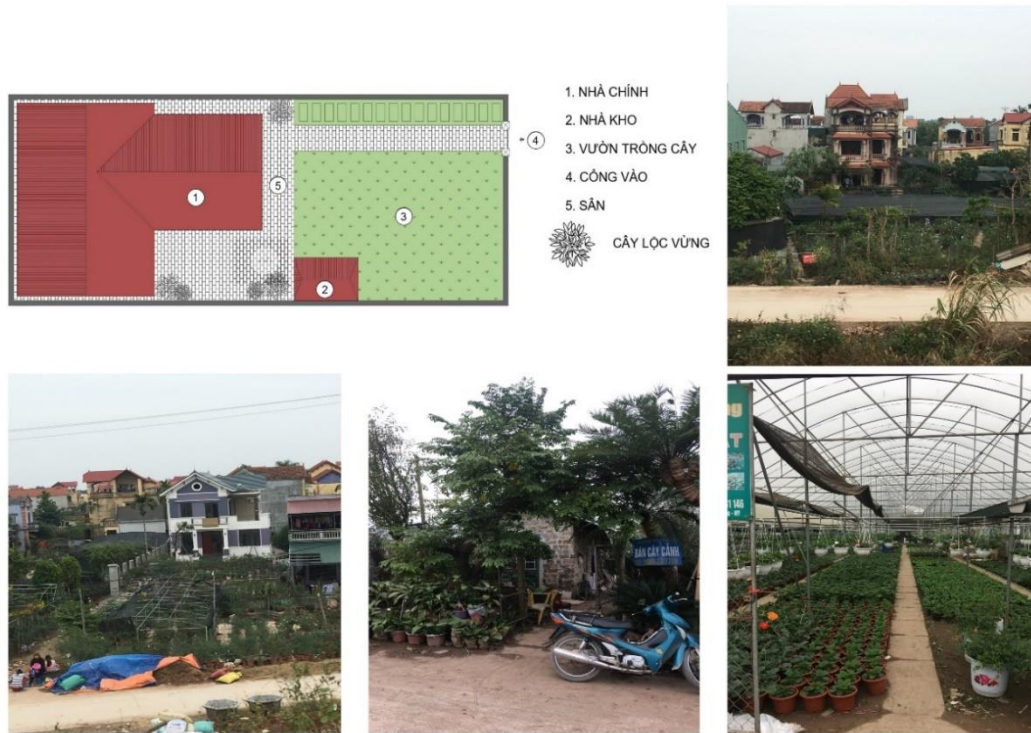 4
5
1
3
2
1. NHÀ CHÍNH
2. NHÀ KHO
3. VƯỜN TRỒNG CÂY
4. CỔNG VÀO
5. SÂN
CÂY LỘC VỪNG
BÁN CÂY CẢNH